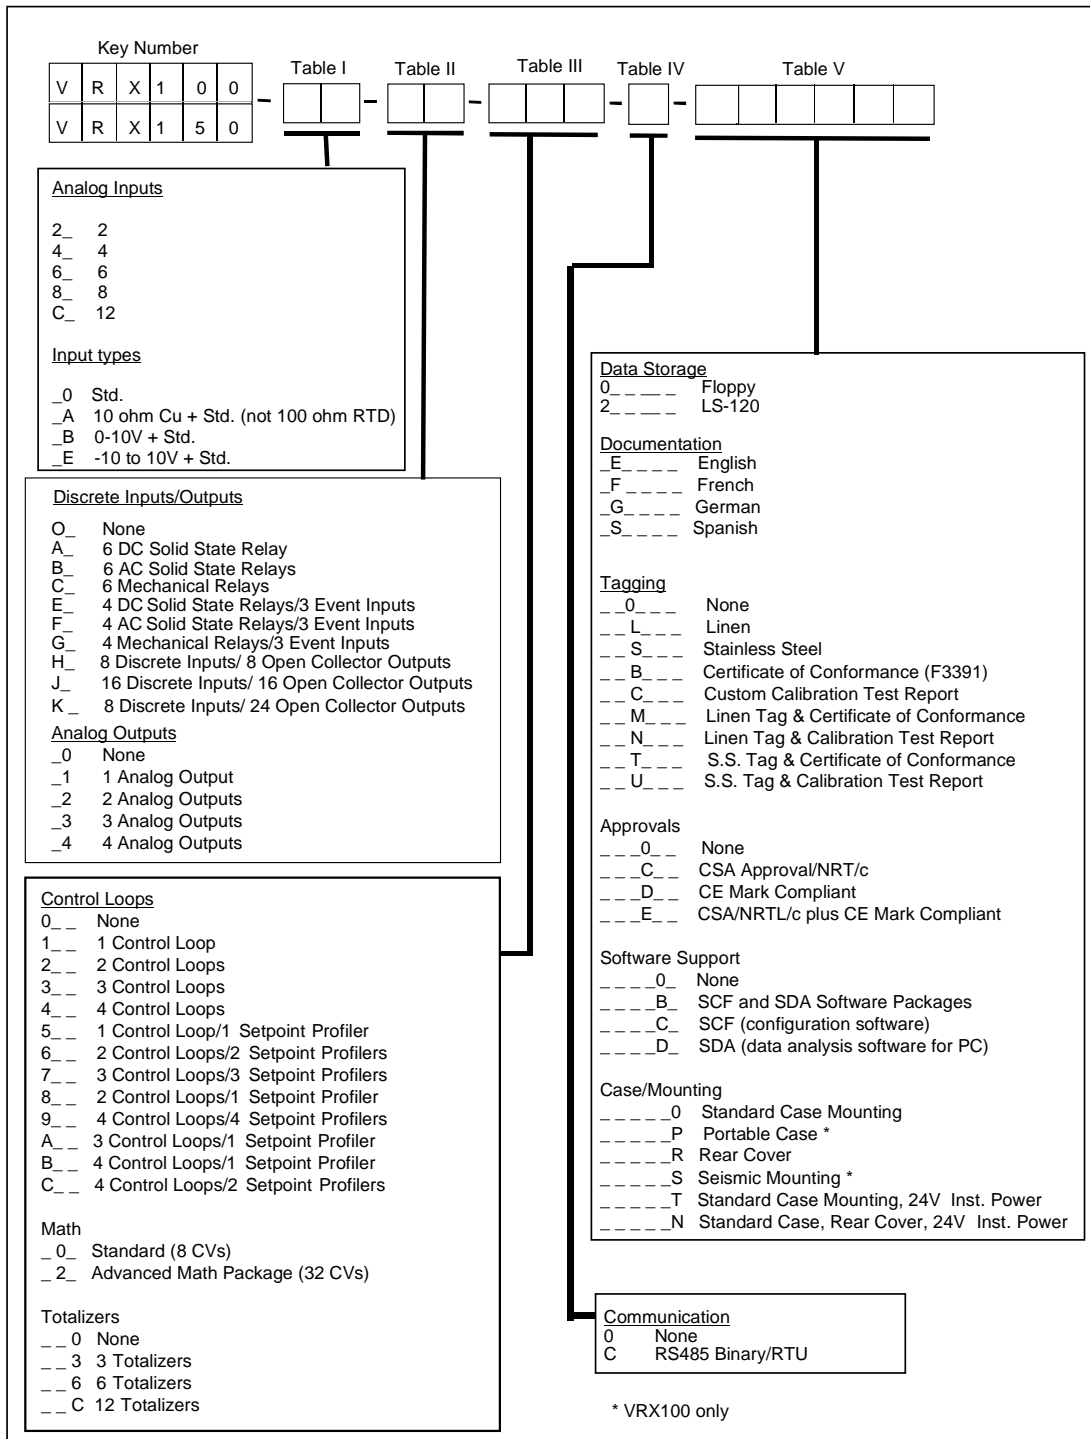 Key Number
Table I Table II Table III Table IV Table V
V R X 1 0 0
V R X 1 5 0
Analog Inputs
2_ 2
4_ 4
6_ 6
8_ 8
C_ 12
Input types
_0 Std.
_A 10 ohm Cu + Std. (not 100 ohm RTD)
_B 0-10V + Std.
_E -10 to 10V + Std.
Discrete Inputs/Outputs
O_ None
A_ 6 DC Solid State Relay
B_ 6 AC Solid State Relays
C_ 6 Mechanical Relays
E_ 4 DC Solid State Relays/3 Event Inputs
F_ 4 AC Solid State Relays/3 Event Inputs
G_ 4 Mechanical Relays/3 Event Inputs
H_ 8 Discrete Inputs/ 8 Open Collector Outputs
J_ 16 Discrete Inputs/ 16 Open Collector Outputs
K _ 8 Discrete Inputs/ 24 Open Collector Outputs
Analog Outputs
_0 None
_1 1 Analog Output
_2 2 Analog Outputs
_3 3 Analog Outputs
_4 4 Analog Outputs
Control Loops
0_ _ None
1_ _ 1 Control Loop
2_ _ 2 Control Loops
3_ _ 3 Control Loops
4_ _ 4 Control Loops
5_ _ 1 Control Loop/1 Setpoint Profiler
6_ _ 2 Control Loops/2 Setpoint Profilers
7_ _ 3 Control Loops/3 Setpoint Profilers
8_ _ 2 Control Loops/1 Setpoint Profiler
9_ _ 4 Control Loops/4 Setpoint Profilers
A_ _ 3 Control Loops/1 Setpoint Profiler
B_ _ 4 Control Loops/1 Setpoint Profiler
C_ _ 4 Control Loops/2 Setpoint Profilers
Math
_ 0_ Standard (8 CVs)
_ 2_ Advanced Math Package (32 CVs)
Totalizers
_ _ 0 None
_ _ 3 3 Totalizers
_ _ 6 6 Totalizers
_ _ C 12 Totalizers
Data Storage
0_ _ _ _ _ Floppy
2_ _ _ _ _ LS-120
Documentation
_E_ _ _ _ English
_F _ _ _ _ French
_G_ _ _ _ German
_S_ _ _ _ Spanish
Tagging
_ _0_ _ _ None
_ _ L_ _ _ Linen
_ _ S_ _ _ Stainless Steel
_ _ B_ _ _ Certificate of Conformance (F3391)
_ _ C_ _ _ Custom Calibration Test Report
_ _ M_ _ _ Linen Tag & Certificate of Conformance
_ _ N_ _ _ Linen Tag & Calibration Test Report
_ _ T_ _ _ S.S. Tag & Certificate of Conformance
_ _ U_ _ _ S.S. Tag & Calibration Test Report
Approvals
_ _ _0_ _ None
_ _ _C_ _ CSA Approval/NRT/c
_ _ _D_ _ CE Mark Compliant
_ _ _E_ _ CSA/NRTL/c plus CE Mark Compliant
Software Support
_ _ _ _0_ None
_ _ _ _B_ SCF and SDA Software Packages
_ _ _ _C_ SCF (configuration software)
_ _ _ _D_ SDA (data analysis software for PC)
Case/Mounting
_ _ _ _ _0 Standard Case Mounting
_ _ _ _ _P Portable Case *
_ _ _ _ _R Rear Cover
_ _ _ _ _S Seismic Mounting *
_ _ _ _ _T Standard Case Mounting, 24V Inst. Power
_ _ _ _ _N Standard Case, Rear Cover, 24V Inst. Power
Communication
0 None
C RS485 Binary/RTU
* VRX100 only